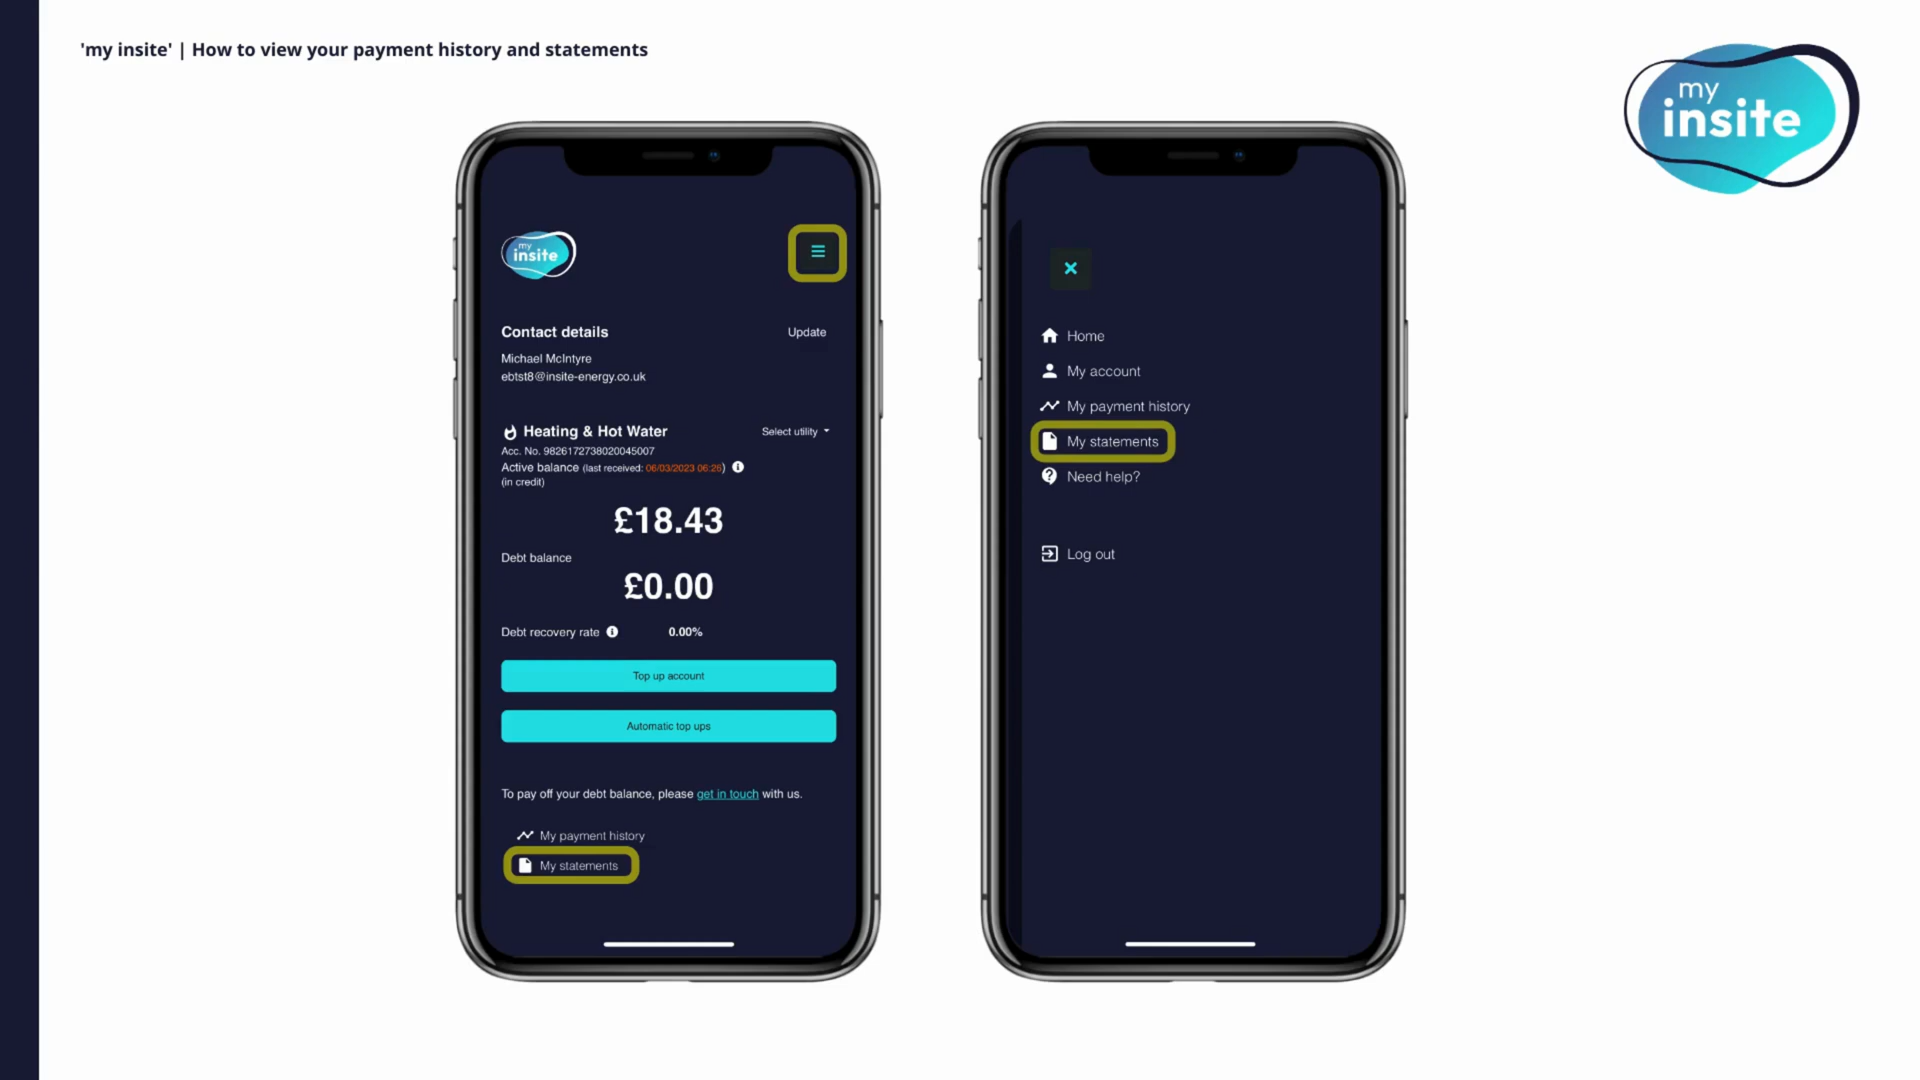 'my insite' | How to view your payment history and statements
my
insite
my
insite
Contact details
Update
Michael McIntyre
ebtst8@insite-energy.co.uk
Heating & Hot Water
Select utility
Acc. No. 9826172738020045007
Active balance (last received: 06/03/2023 06:26)
(in credit)
£18.43
Debt balance
£0.00
Debt recovery rate
0.00%
Top up account
Automatic top ups
To pay off your debt balance, please get in touch with us.
My payment history
My statements
Home
My account
My payment history
My statements
Need help?
Log out